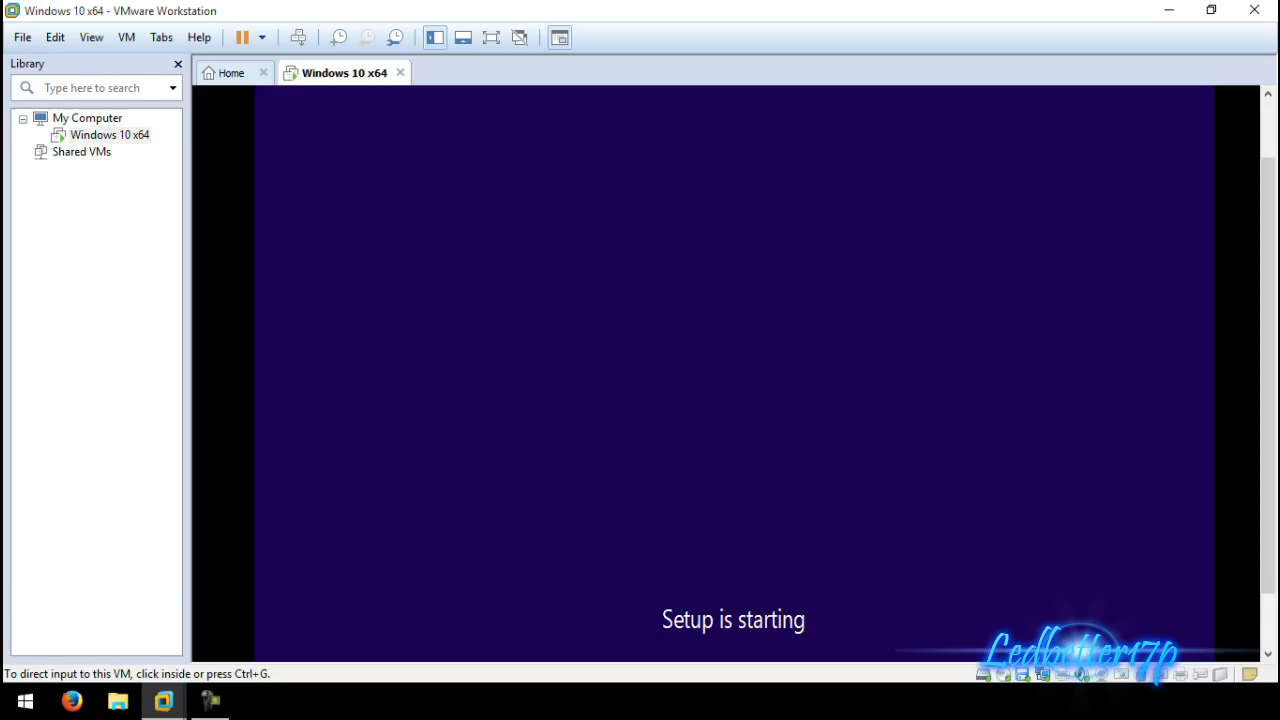 Windows 10 x64 - VMware Workstation
File Edit View VM Tabs Help
Library
Type here to search
Home
Windows 10 x64
My Computer
Windows 10 x64
Shared VMs
Setup is starting
Ledbetter17p
To direct input to this VM, click inside or press Ctrl+G.